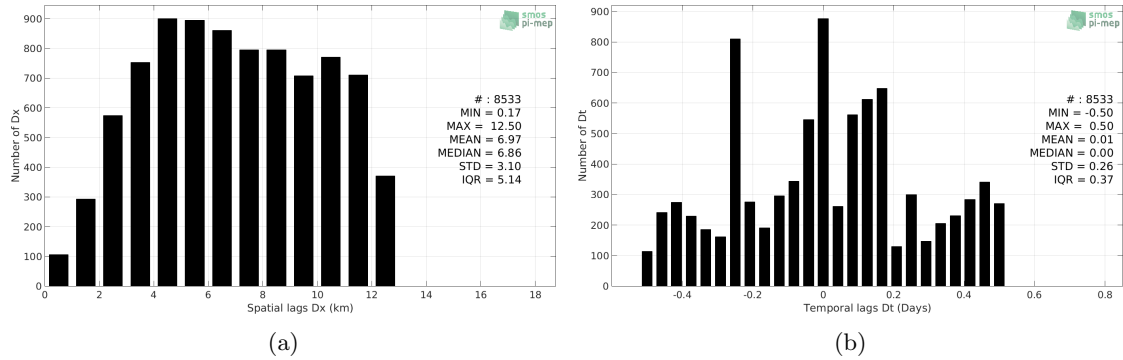 900
800
700
600
500
400
300
200
100
0
Number of Dx
0 2 4 6 8 10 12 14 16 18
Spatial lags Dx (km)
smos
pi-mep
# : 8533
MIN = 0.17
MAX = 12.50
MEAN = 6.97
MEDIAN = 6.86
STD = 3.10
IQR = 5.14
(a)
900
800
700
600
500
400
300
200
100
0
Number of Dt
-0.4 -0.2 0 0.2 0.4 0.6 0.8
Temporal lags Dt (Days)
smos
pi-mep
# : 8533
MIN = -0.50
MAX = 0.50
MEAN = 0.01
MEDIAN = 0.00
STD = 0.26
IQR = 0.37
(b)